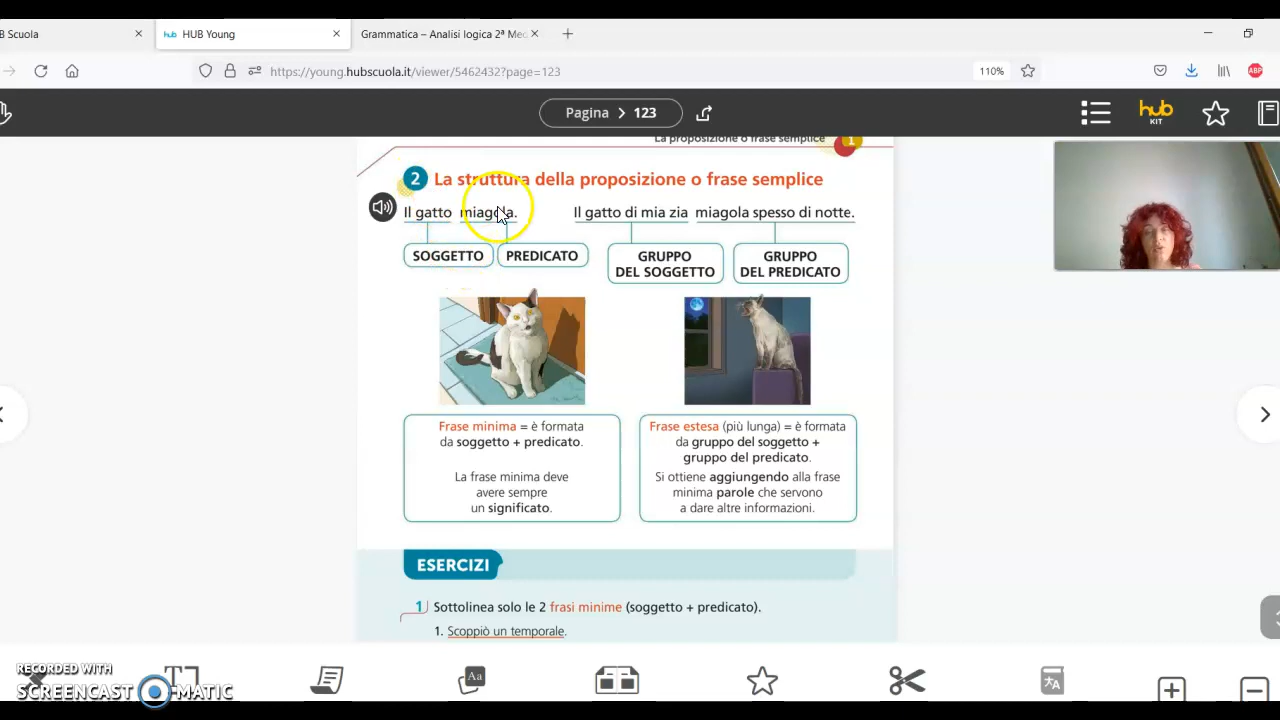 B Scuola
hub HUB Young
Grammatica – Analisi logica 2ª Med
https://young.hubscuola.it/viewer/5462432?page=123
110%
ABP
Pagina > 123
hub
KIT
La proposizione o frase semplice
1
2 La struttura della proposizione o frase semplice
Il gatto miagola. Il gatto di mia zia miagola spesso di notte.
SOGGETTO PREDICATO
GRUPPO
DEL SOGGETTO
GRUPPO
DEL PREDICATO
Frase minima = è formata
da soggetto + predicato.
La frase minima deve
avere sempre
un significato.
Frase estesa (più lunga) = è formata
da gruppo del soggetto +
gruppo del predicato.
Si ottiene aggiungendo alla frase
minima parole che servono
a dare altre informazioni.
ESERCIZI
1 Sottolinea solo le 2 frasi minime (soggetto + predicato).
1. Scoppiò un temporale.
RECORDED WITH
SCREENCAST MATIC
Aa